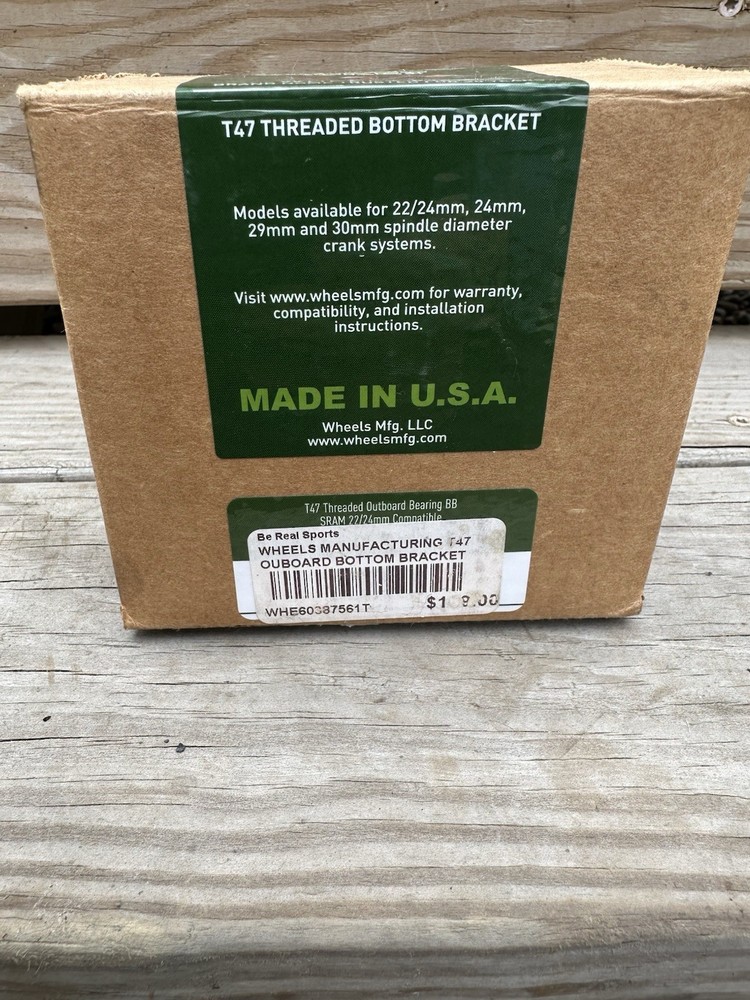 T47 THREADED BOTTOM BRACKET
Models available for 22/24mm, 24mm,
29mm and 30mm spindle diameter
crank systems.
Visit www.wheelsmfg.com for warranty,
compatibility, and installation
instructions.
MADE IN U.S.A.
Wheels Mfg. LLC
www.wheelsmfg.com
T47 Threaded Outboard Bearing BB
SRAM 22/24mm Compatible
Be Real Sports
WHEELS MANUFACTURING T47
OUBOARD BOTTOM BRACKET
WHE60387561T